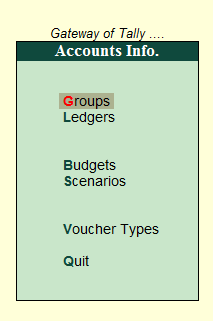 Gateway of Tally ....
Accounts Info.
Groups
Ledgers
Budgets
Scenarios
Voucher Types
Quit